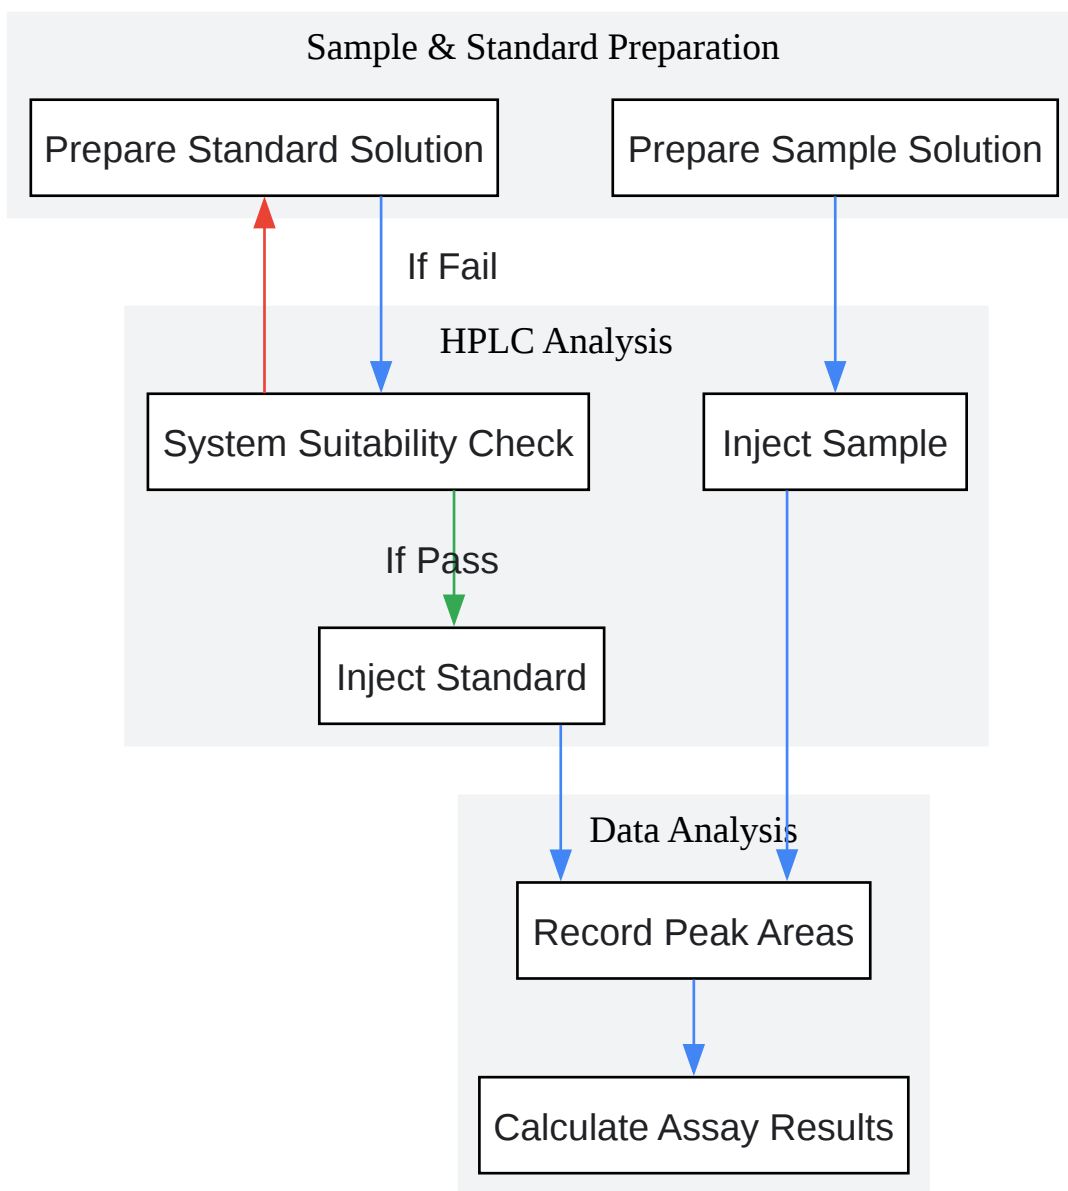 Sample & Standard Preparation
Prepare Standard Solution
Prepare Sample Solution
If Fail
HPLC Analysis
System Suitability Check
Inject Sample
If Pass
Inject Standard
Data Analysis
Record Peak Areas
Calculate Assay Results